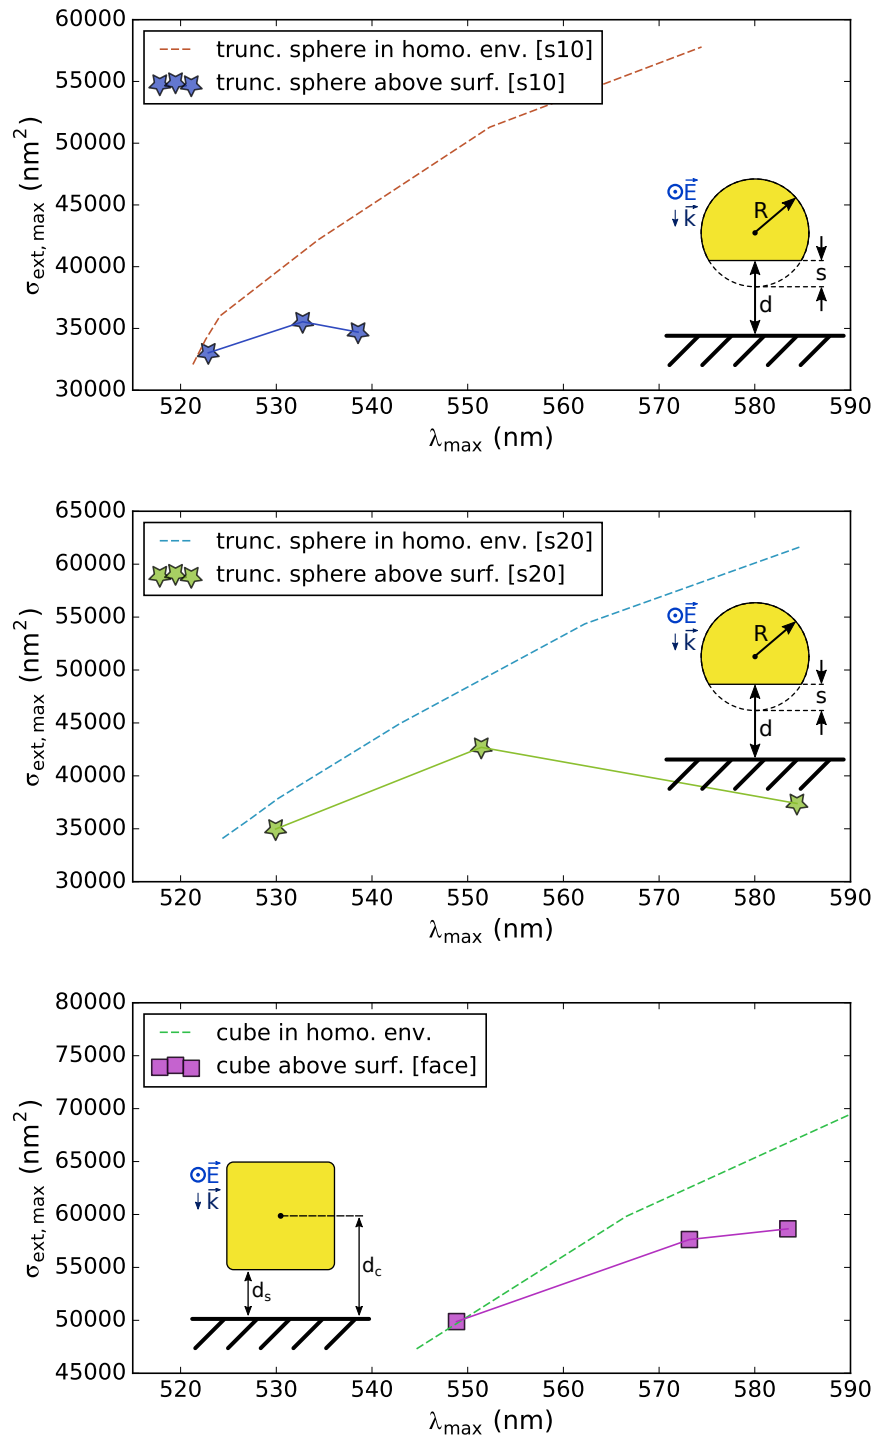 60000
55000
50000
45000
40000
35000
30000
σext,max (nm²)
trunc. sphere in homo. env. [s10]
trunc. sphere above surf. [s10]
E
k
R
s
d
520 530 540 550 560 570 580 590
λmax (nm)
65000
60000
55000
50000
45000
40000
35000
30000
σext,max (nm²)
trunc. sphere in homo. env. [s20]
trunc. sphere above surf. [s20]
E
k
R
s
d
520 530 540 550 560 570 580 590
λmax (nm)
80000
75000
70000
65000
60000
55000
50000
45000
σext,max (nm²)
cube in homo. env.
cube above surf. [face]
E
k
dc
ds
520 530 540 550 560 570 580 590
λmax (nm)